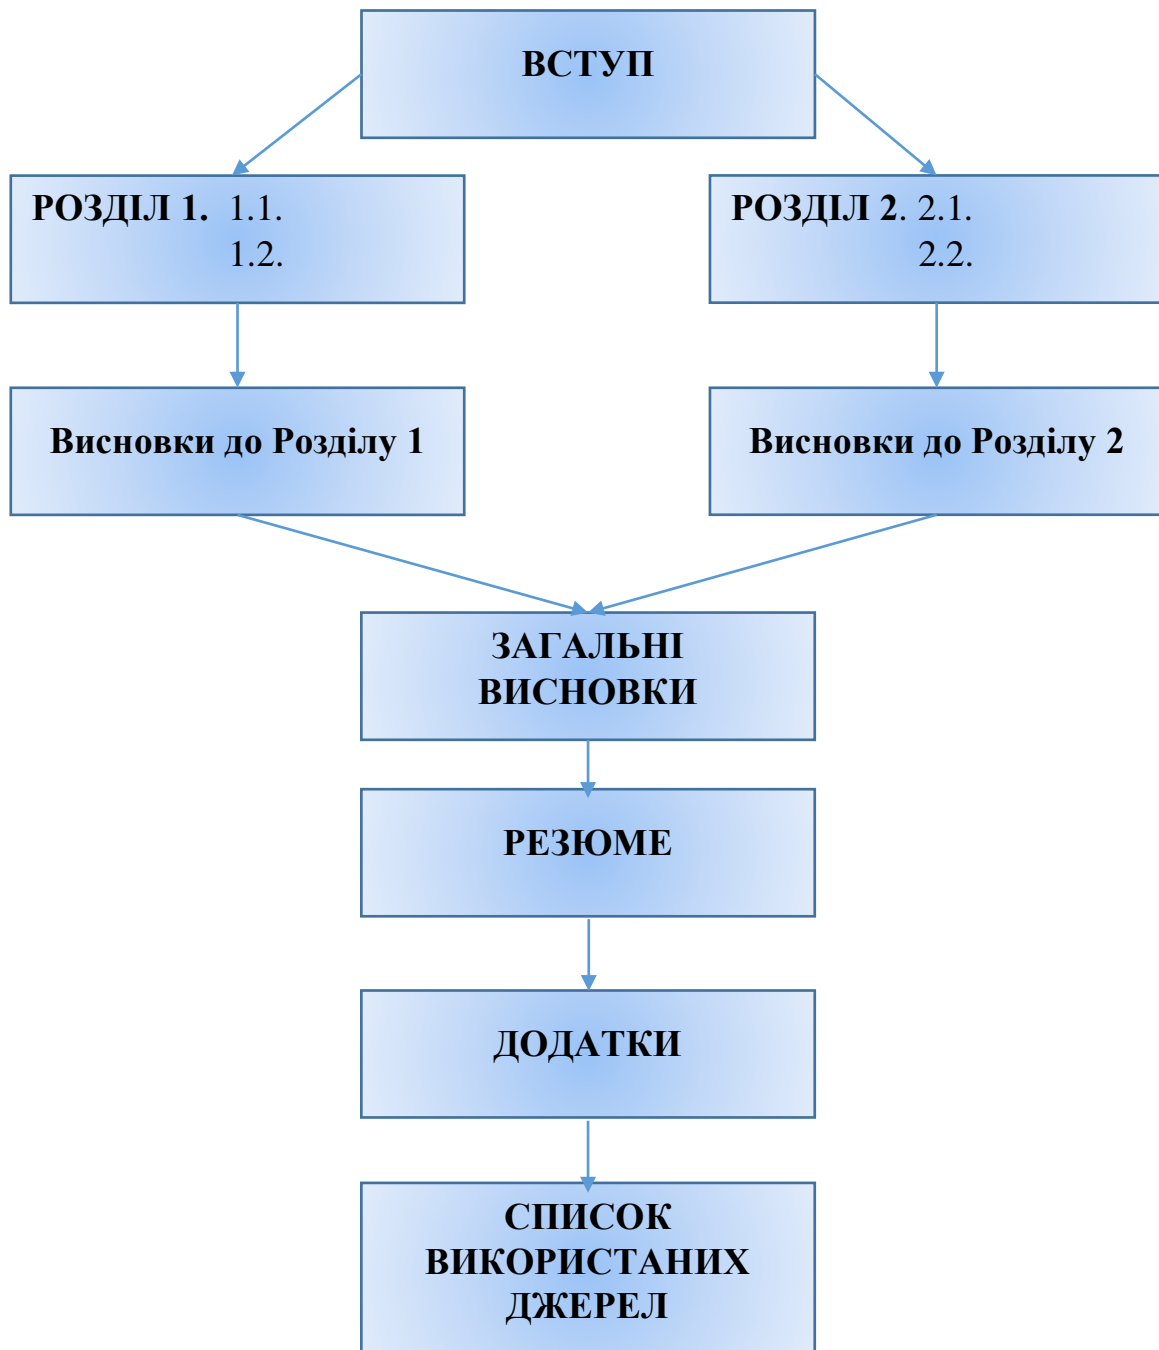 ВСТУП
РОЗДІЛ 1. 1.1.
1.2.
РОЗДІЛ 2. 2.1.
2.2.
Висновки до Розділу 1
Висновки до Розділу 2
ЗАГАЛЬНІ
ВИСНОВКИ
РЕЗЮМЕ
ДОДАТКИ
СПИСОК
ВИКОРИСТАНИХ
ДЖЕРЕЛ